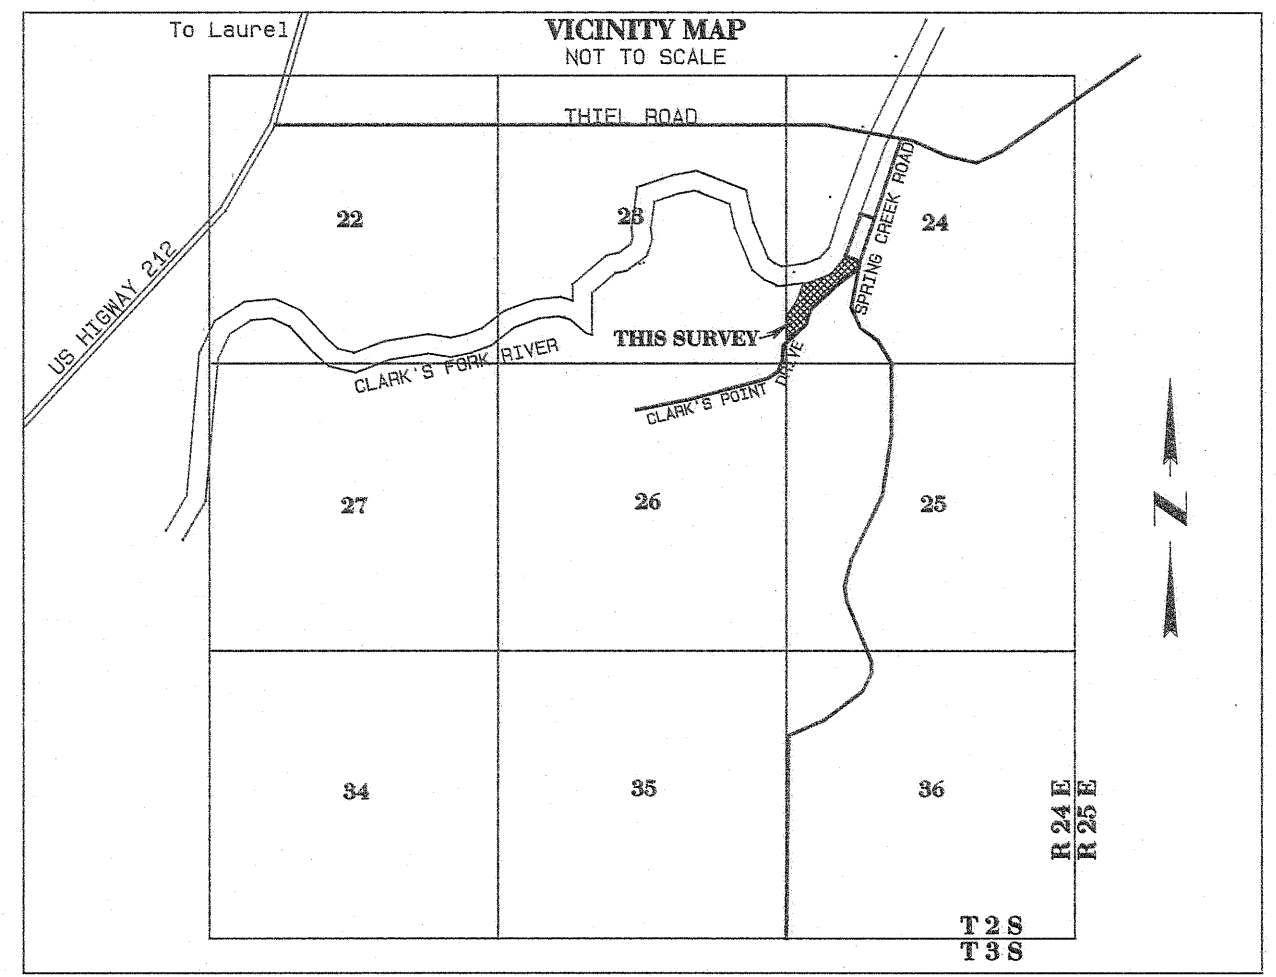 To Laurel
VICINITY MAP
NOT TO SCALE
THIEL ROAD
22
23
24
SPRING CREEK ROAD
US HIGWAY 212
THIS SURVEY
CLARK'S FORK RIVER
CLARK'S POINT DRIVE
27
26
25
N
34
35
36
R 24 E
R 25 E
T 2 S
T 3 S